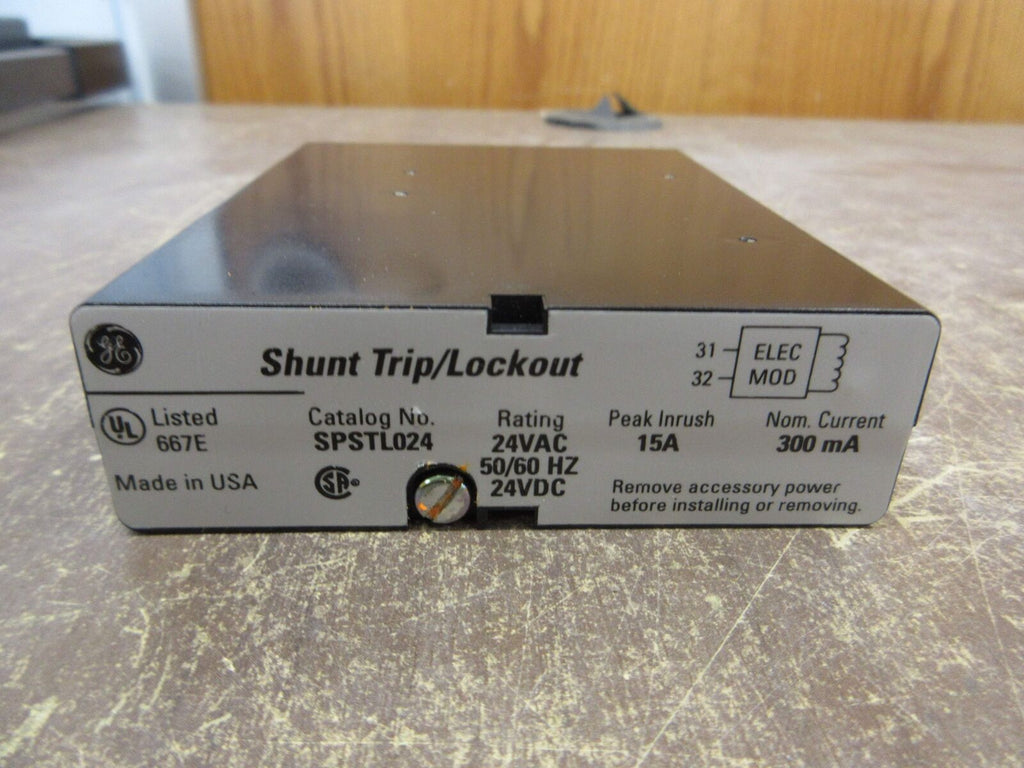 GE
Shunt Trip/Lockout
31
32
ELEC
MOD
UL Listed
667E
Catalog No.
SPSTL024
Rating
24VAC
50/60 HZ
24VDC
Peak Inrush
15A
Nom. Current
300 mA
Made in USA
SA
Remove accessory power
before installing or removing.